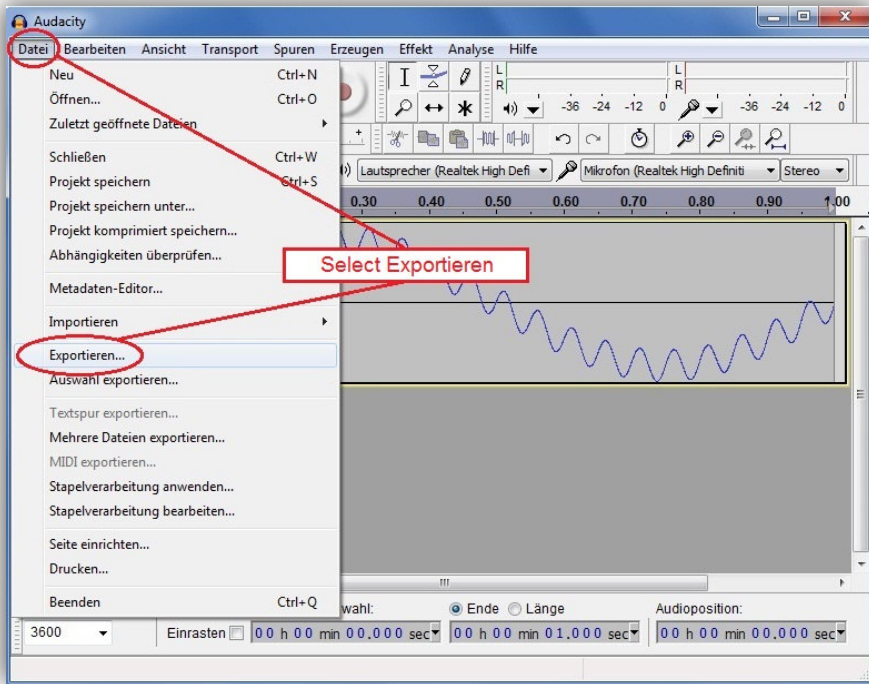 Audacity
Datei Bearbeiten Ansicht Transport Spuren Erzeugen Effekt Analyse Hilfe
Neu Ctrl+N
Öffnen... Ctrl+O
Zuletzt geöffnete Dateien
Schließen Ctrl+W
Projekt speichern Ctrl+S
Projekt speichern unter...
Projekt komprimiert speichern...
Abhängigkeiten überprüfen...
Metadaten-Editor...
Importieren
Exportieren...
Auswahl exportieren...
Textspur exportieren...
Mehrere Dateien exportieren...
MIDI exportieren...
Stapelverarbeitung anwenden...
Stapelverarbeitung bearbeiten...
Seite einrichten...
Drucken...
Beenden Ctrl+Q
L L
R R
-36 -24 -12 0 -36 -24 -12 0
Lautsprecher (Realtek High Defi Mikrofon (Realtek High Definiti Stereo
0.30 0.40 0.50 0.60 0.70 0.80 0.90 1.00
Select Exportieren
wahl: Ende Länge Audioposition:
3600 Einrasten 00 h 00 min 00.000 sec 00 h 00 min 01.000 sec 00 h 00 min 00.000 sec